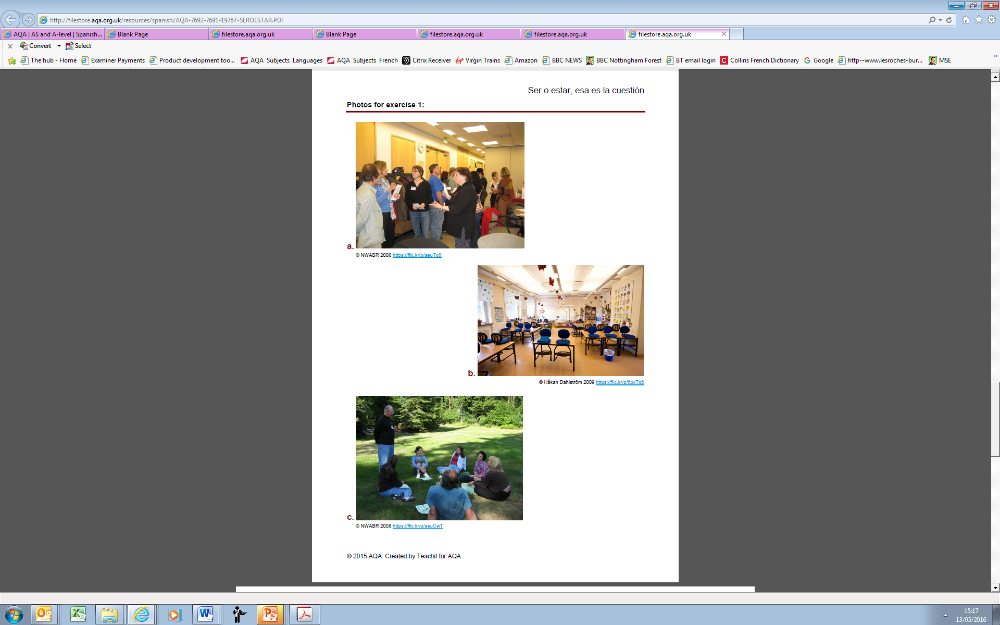 http://filestore.aqa.org.uk/resources/spanish/AQA-7692-7691-19787-SEROESTAR.PDF
AQA | AS and A-level | Spanish... Blank Page filestore.aqa.org.uk Blank Page filestore.aqa.org.uk filestore.aqa.org.uk filestore.aqa.org.uk
Convert Select
The hub - Home Examiner Payments Product development too... AQA Subjects Languages AQA Subjects French Citrix Receiver Virgin Trains Amazon BBC NEWS BBC Nottingham Forest BT email login Collins French Dictionary Google http--www.lesroches-bur... MSE
Ser o estar, esa es la cuestión
Photos for exercise 1:
a.
© NWABR 2008 https://flic.kr/p/aeuTo8
b.
© Håkan Dahlström 2009 https://flic.kr/p/6pxTq6
c.
© NWABR 2008 https://flic.kr/p/aeuCwT
© 2015 AQA. Created by Teachit for AQA
15:17
13/05/2016